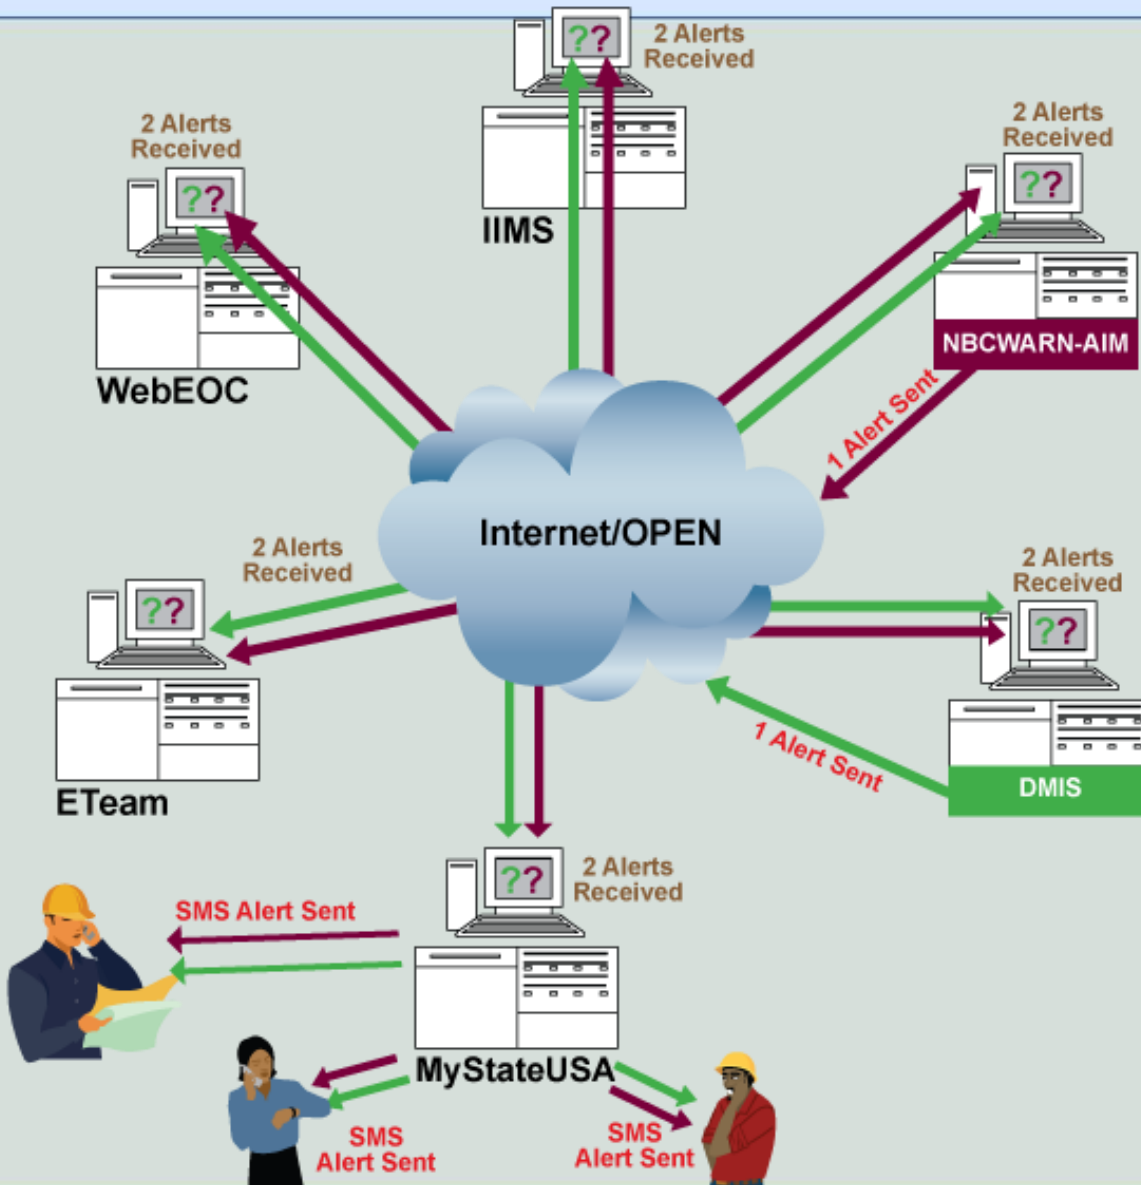 2 Alerts
Received
??
IIMS
2 Alerts
Received
??
WebEOC
2 Alerts
Received
??
NBCWARN-AIM
1 Alert Sent
Internet/OPEN
2 Alerts
Received
??
ETeam
2 Alerts
Received
??
DMIS
1 Alert Sent
2 Alerts
Received
??
MyStateUSA
SMS Alert Sent
SMS
Alert Sent
SMS
Alert Sent